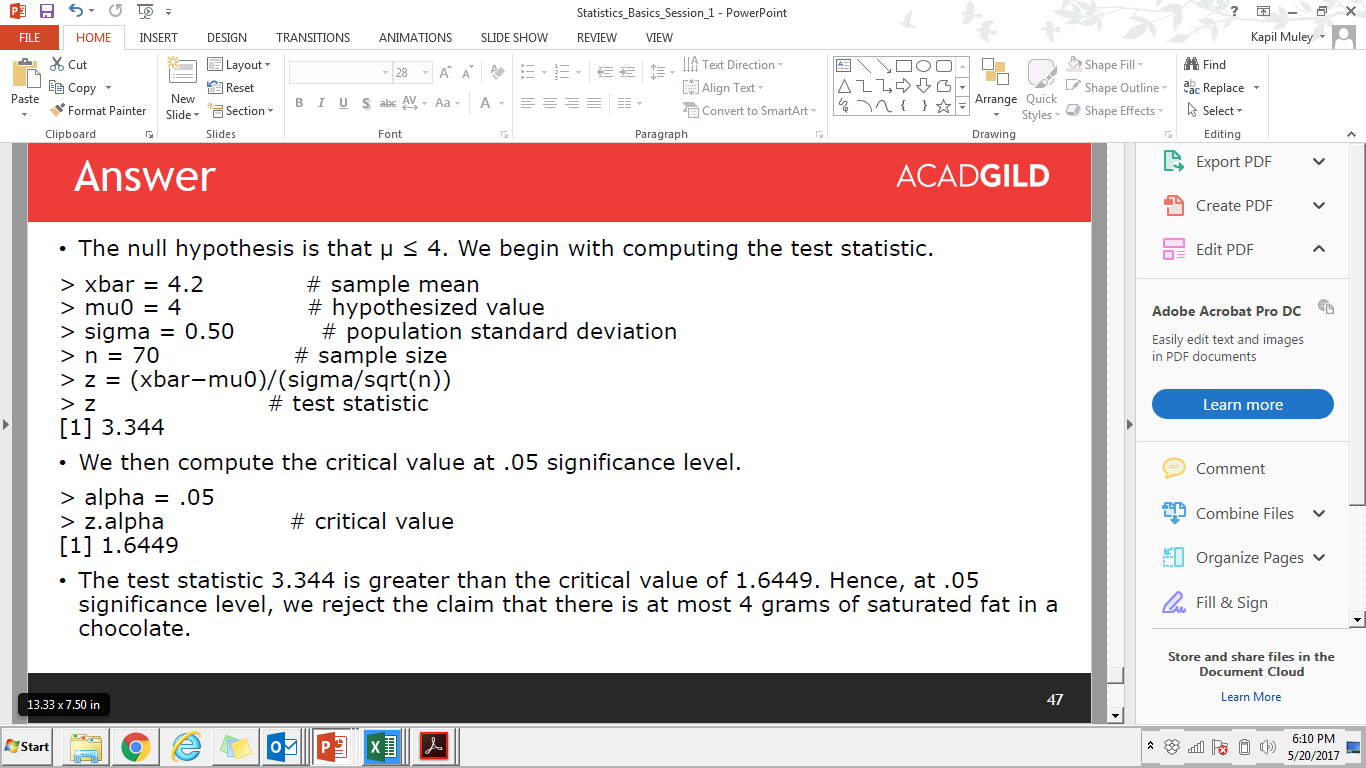 Statistics_Basics_Session_1 - PowerPoint
?
FILE HOME INSERT DESIGN TRANSITIONS ANIMATIONS SLIDE SHOW REVIEW VIEW
Kapil Muley
Paste
Cut
Copy
Format Painter
Clipboard
New
Slide
Layout
Reset
Section
Slides
28
B I U S abc AV Aa A
Font
Text Direction
Align Text
Convert to SmartArt
Paragraph
Arrange
Quick
Styles
Shape Fill
Shape Outline
Shape Effects
Drawing
Find
Replace
Select
Editing
Answer
ACADGILD
• The null hypothesis is that μ ≤ 4. We begin with computing the test statistic.
> xbar = 4.2 # sample mean
> mu0 = 4 # hypothesized value
> sigma = 0.50 # population standard deviation
> n = 70 # sample size
> z = (xbar−mu0)/(sigma/sqrt(n))
> z # test statistic
[1] 3.344
• We then compute the critical value at .05 significance level.
> alpha = .05
> z.alpha # critical value
[1] 1.6449
• The test statistic 3.344 is greater than the critical value of 1.6449. Hence, at .05
significance level, we reject the claim that there is at most 4 grams of saturated fat in a
chocolate.
47
13.33 x 7.50 in
Export PDF
Create PDF
Edit PDF
Adobe Acrobat Pro DC
Easily edit text and images
in PDF documents
Learn more
Comment
Combine Files
Organize Pages
Fill & Sign
Store and share files in the
Document Cloud
Learn More
Start
6:10 PM
5/20/2017